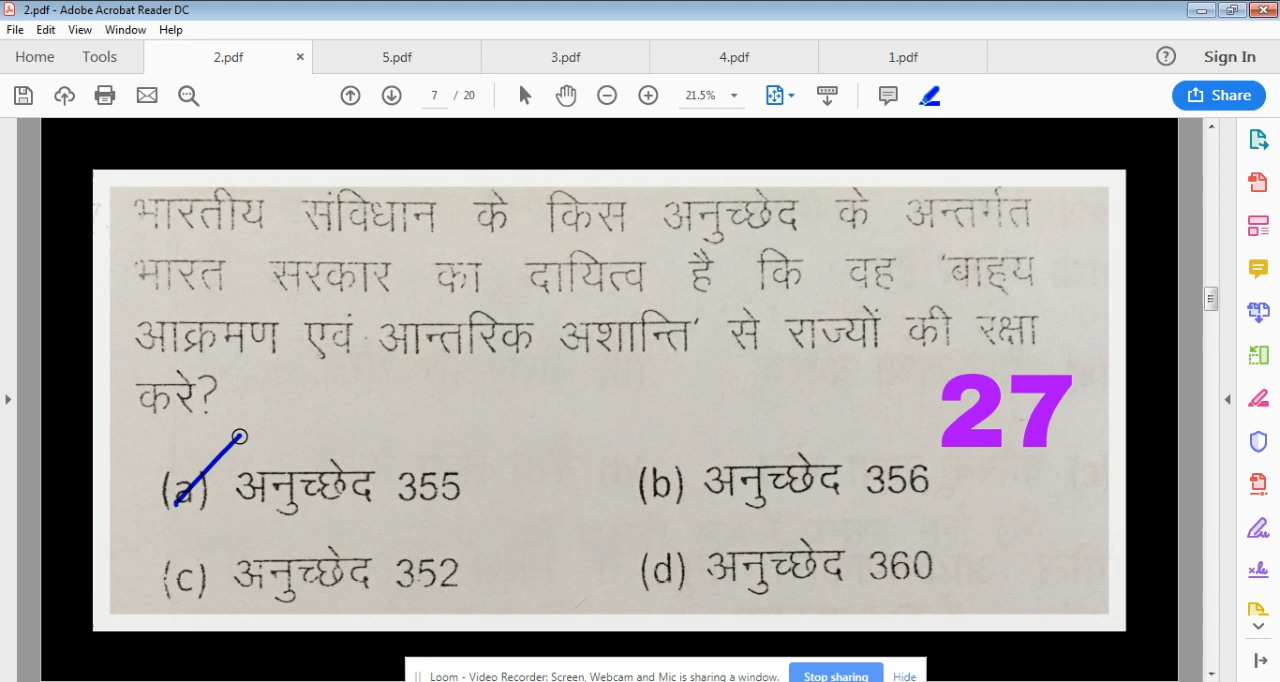 2.pdf - Adobe Acrobat Reader DC
File Edit View Window Help
Home Tools 2.pdf × 5.pdf 3.pdf 4.pdf 1.pdf ? Sign In
7 / 20 21.5% Share
भारतीय संविधान के किस अनुच्छेद के अन्तर्गत
भारत सरकार का दायित्व है कि वह 'बाह्य
आक्रमण एवं आन्तरिक अशान्ति' से राज्यों की रक्षा
करे?
27
(a) अनुच्छेद 355 (b) अनुच्छेद 356
(c) अनुच्छेद 352 (d) अनुच्छेद 360
Loom - Video Recorder: Screen, Webcam and Mic is sharing a window. Stop sharing Hide